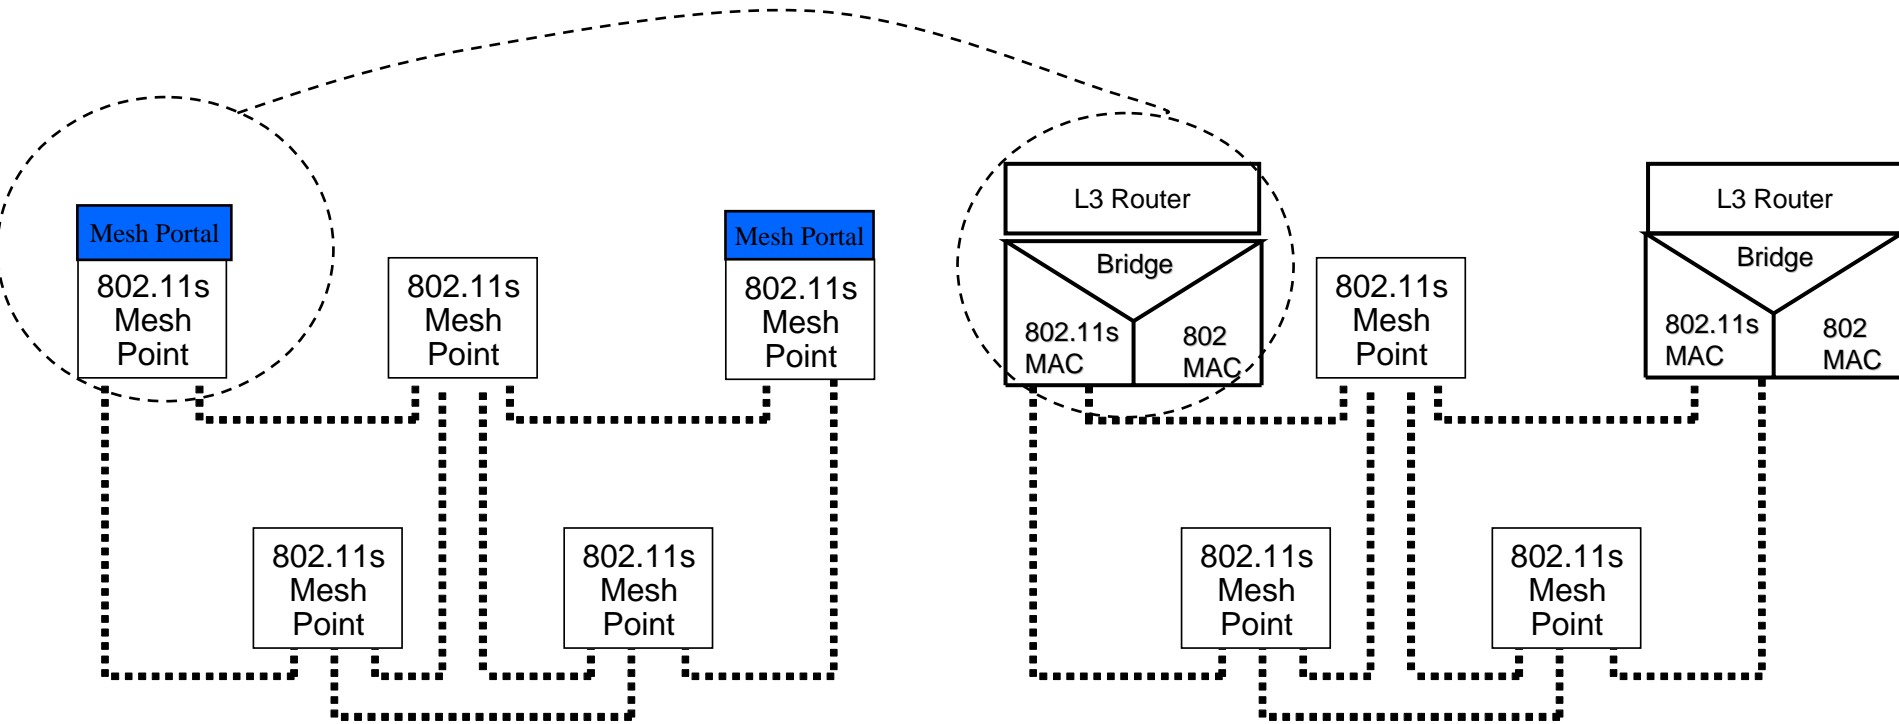 L3 Router
L3 Router
Mesh Portal
Mesh Portal
Bridge
Bridge
802.11s
Mesh
Point
802.11s
Mesh
Point
802.11s
Mesh
Point
802.11s
MAC
802
MAC
802.11s
Mesh
Point
802.11s
MAC
802
MAC
802.11s
Mesh
Point
802.11s
Mesh
Point
802.11s
Mesh
Point
802.11s
Mesh
Point